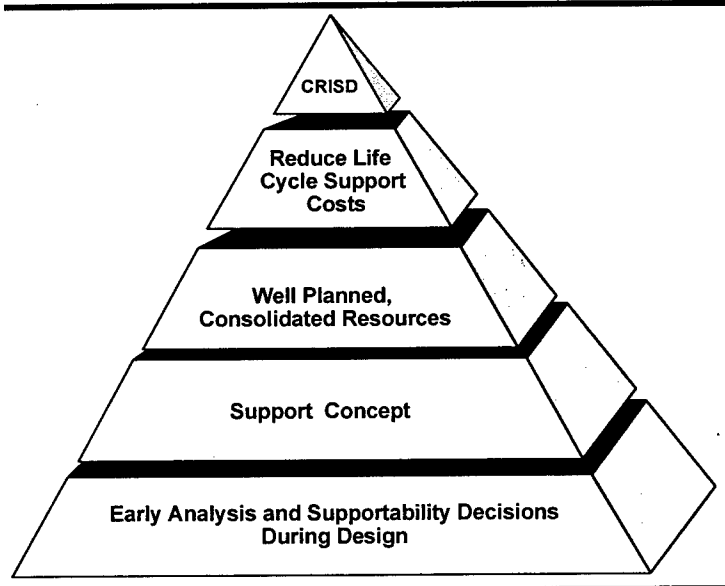 CRISD
Reduce Life
Cycle Support
Costs
Well Planned,
Consolidated Resources
Support Concept
Early Analysis and Supportability Decisions
During Design